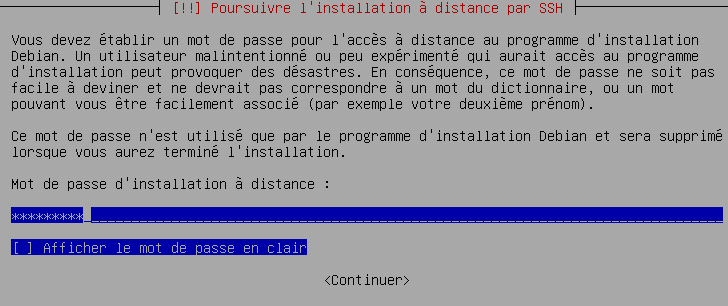 [!!] Poursuivre l'installation à distance par SSH
Vous devez établir un mot de passe pour l'accès à distance au programme d'installation
Debian. Un utilisateur malintentionné ou peu expérimenté qui aurait accès au programme
d'installation peut provoquer des désastres. En conséquence, ce mot de passe ne soit pas
facile à deviner et ne devrait pas correspondre à un mot du dictionnaire, ou un mot
pouvant vous être facilement associé (par exemple votre deuxième prénom).
Ce mot de passe n'est utilisé que par le programme d'installation Debian et sera supprimé
lorsque vous aurez terminé l'installation.
Mot de passe d'installation à distance :
*********
[ ] Afficher le mot de passe en clair
<Continuer>